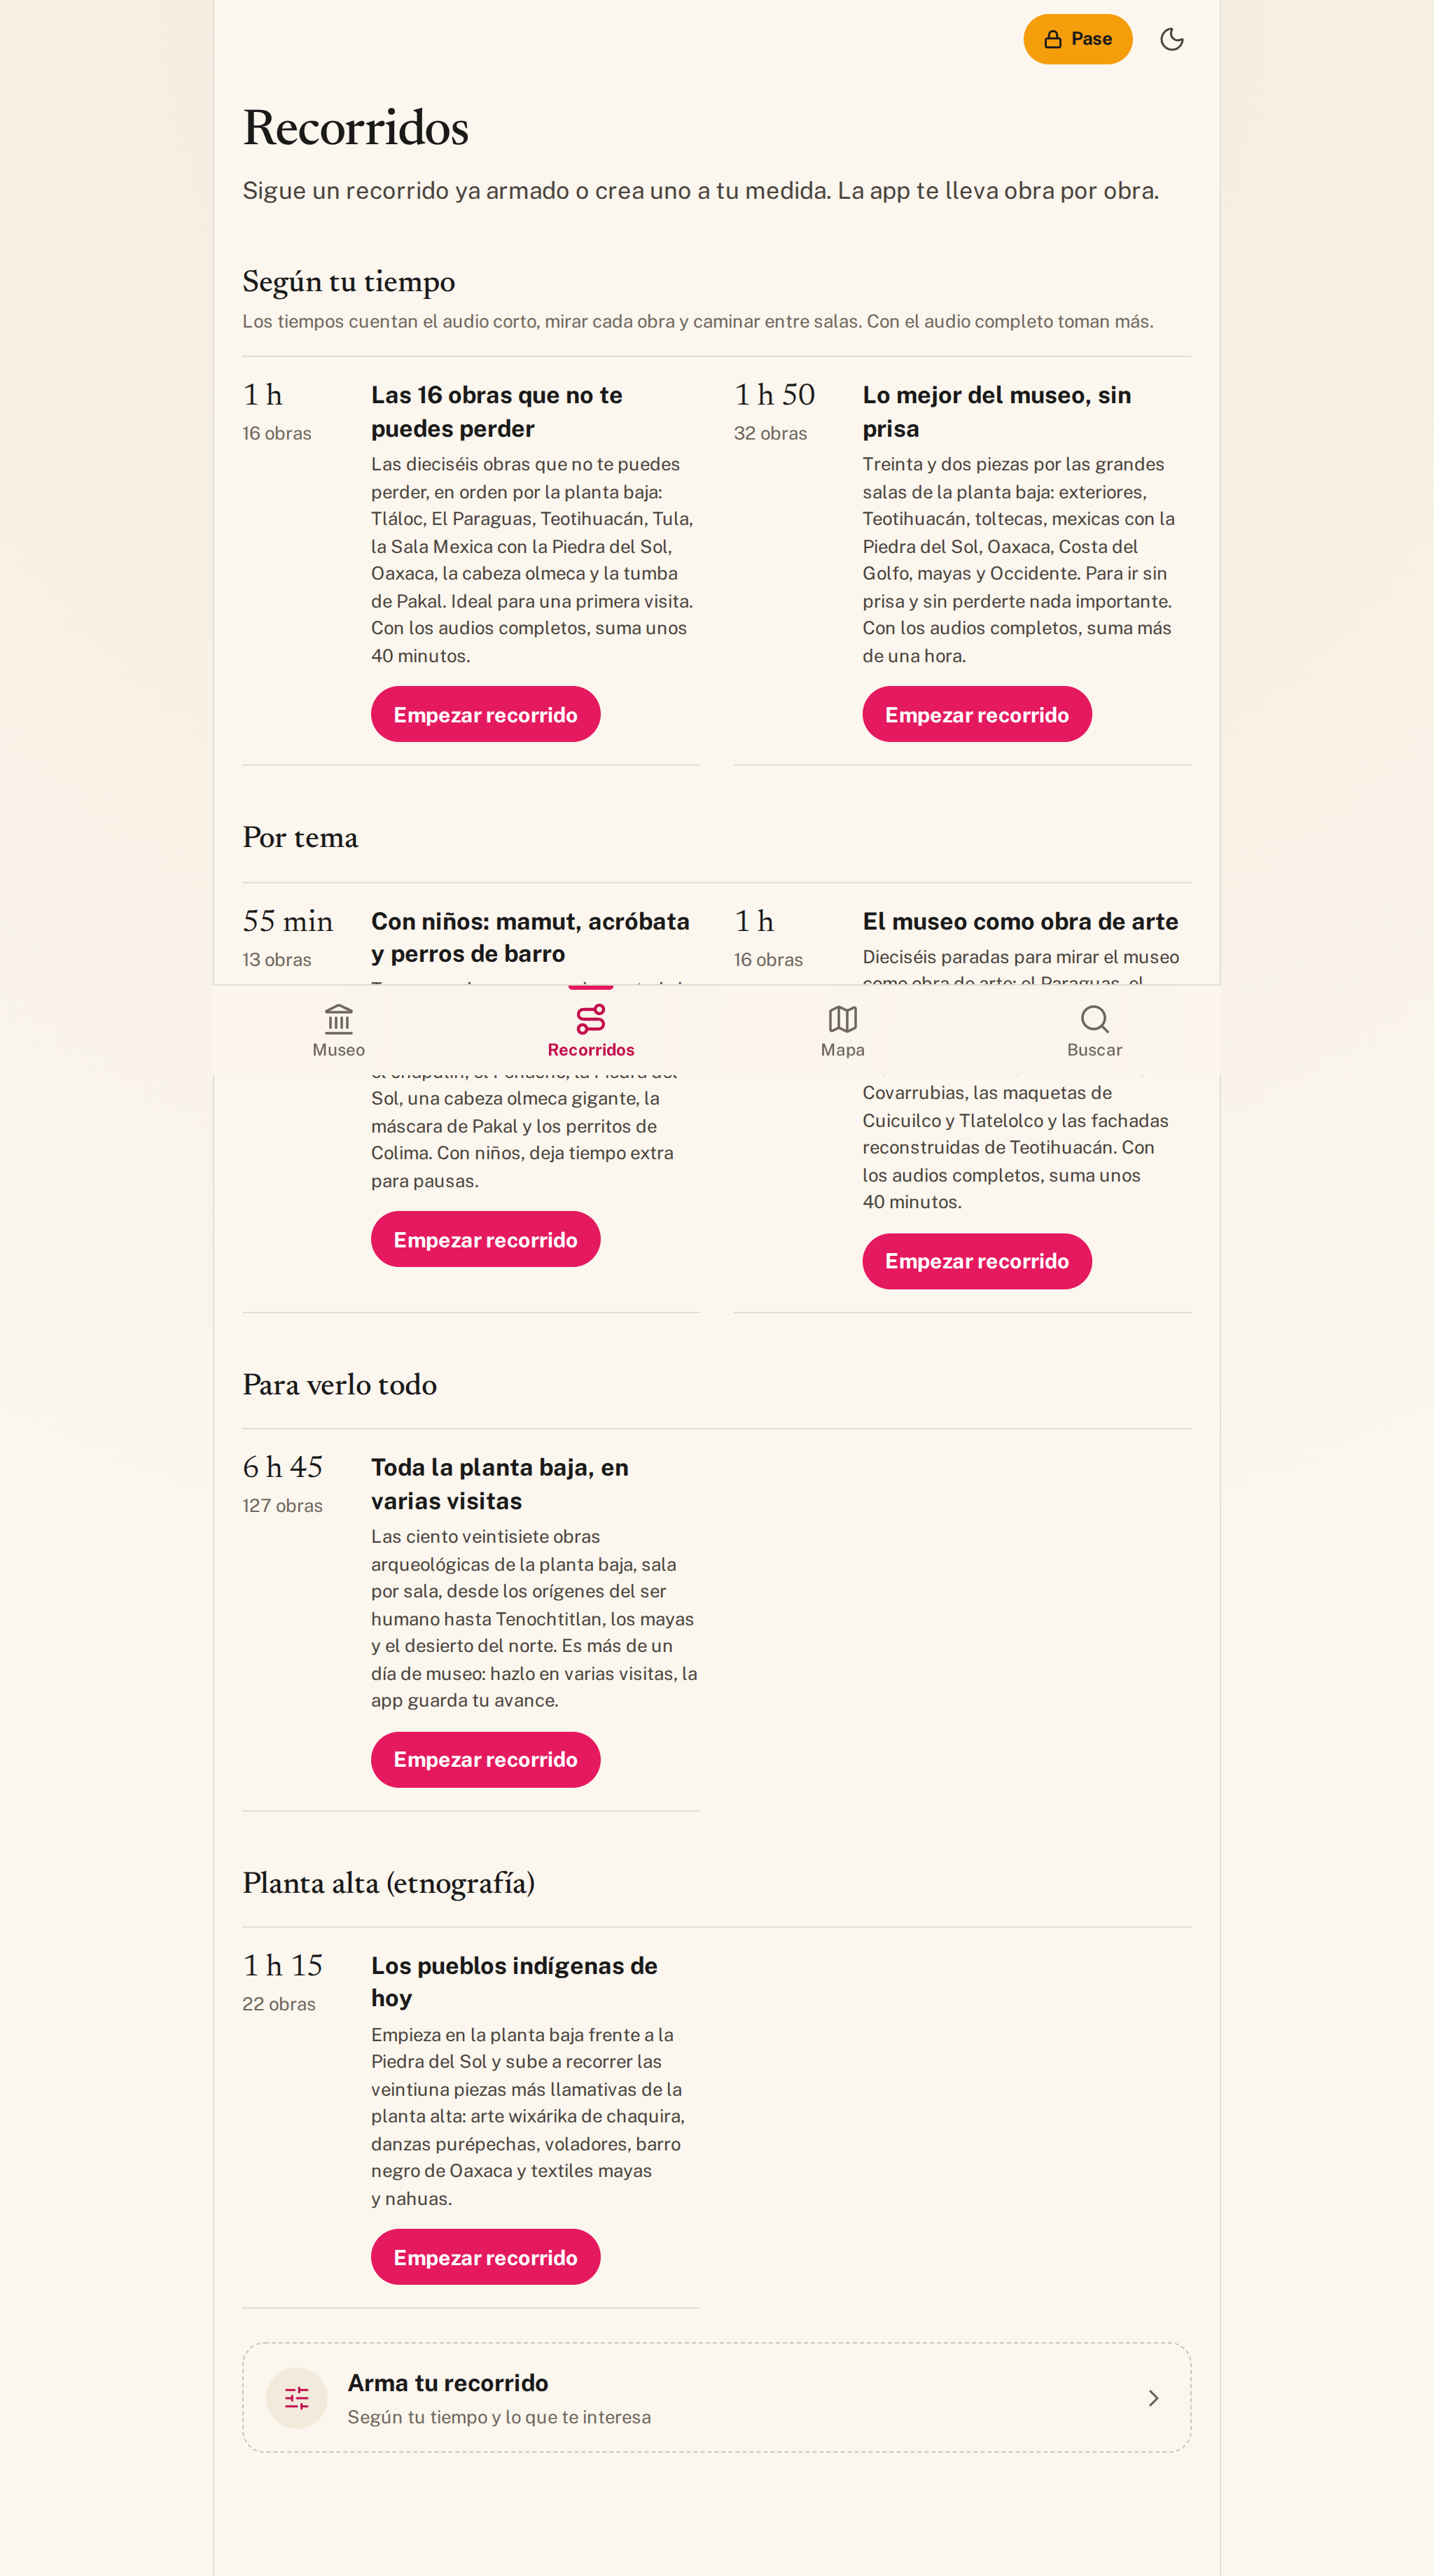 Pase
Recorridos
Sigue un recorrido ya armado o crea uno a tu medida. La app te lleva obra por obra.
Según tu tiempo
Los tiempos cuentan el audio corto, mirar cada obra y caminar entre salas. Con el audio completo toman más.
1 h
16 obras
Las 16 obras que no te
puedes perder
Las dieciséis obras que no te puedes
perder, en orden por la planta baja:
Tláloc, El Paraguas, Teotihuacán, Tula,
la Sala Mexica con la Piedra del Sol,
Oaxaca, la cabeza olmeca y la tumba
de Pakal. Ideal para una primera visita.
Con los audios completos, suma unos
40 minutos.
Empezar recorrido
1 h 50
32 obras
Lo mejor del museo, sin
prisa
Treinta y dos piezas por las grandes
salas de la planta baja: exteriores,
Teotihuacán, toltecas, mexicas con la
Piedra del Sol, Oaxaca, Costa del
Golfo, mayas y Occidente. Para ir sin
prisa y sin perderte nada importante.
Con los audios completos, suma más
de una hora.
Empezar recorrido
Por tema
55 min
13 obras
Con niños: mamut, acróbata
y perros de barro
Sol, una cabeza olmeca gigante, la
máscara de Pakal y los perritos de
Colima. Con niños, deja tiempo extra
para pausas.
Empezar recorrido
1 h
16 obras
El museo como obra de arte
Dieciséis paradas para mirar el museo
como obra de arte: el Paraguas, el
Covarrubias, las maquetas de
Cuicuilco y Tlatelolco y las fachadas
reconstruidas de Teotihuacán. Con
los audios completos, suma unos
40 minutos.
Empezar recorrido
Museo
Recorridos
Mapa
Buscar
Para verlo todo
6 h 45
127 obras
Toda la planta baja, en
varias visitas
Las ciento veintisiete obras
arqueológicas de la planta baja, sala
por sala, desde los orígenes del ser
humano hasta Tenochtitlan, los mayas
y el desierto del norte. Es más de un
día de museo: hazlo en varias visitas, la
app guarda tu avance.
Empezar recorrido
Planta alta (etnografía)
1 h 15
22 obras
Los pueblos indígenas de
hoy
Empieza en la planta baja frente a la
Piedra del Sol y sube a recorrer las
veintiuna piezas más llamativas de la
planta alta: arte wixárika de chaquira,
danzas purépechas, voladores, barro
negro de Oaxaca y textiles mayas
y nahuas.
Empezar recorrido
Arma tu recorrido
Según tu tiempo y lo que te interesa